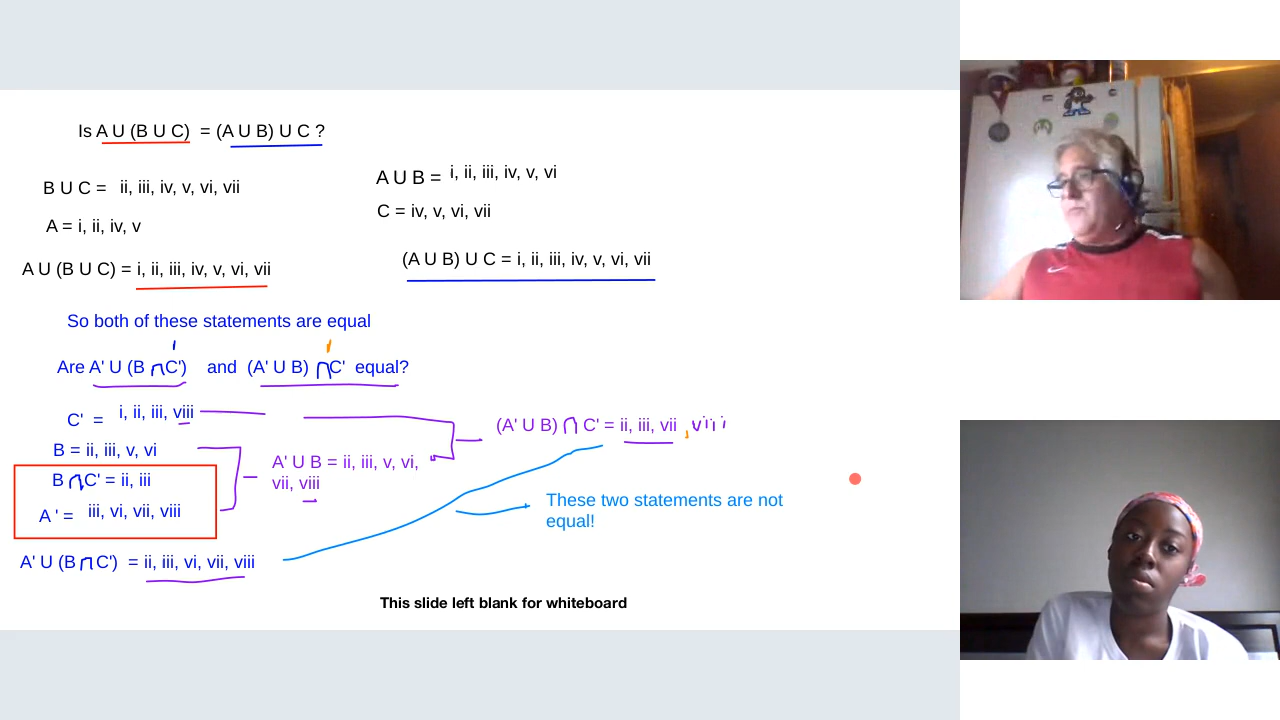 Is A U (B U C) = (A U B) U C ?
B U C = ii, iii, iv, v, vi, vii
A = i, ii, iv, v
A U (B U C) = i, ii, iii, iv, v, vi, vii
A U B = i, ii, iii, iv, v, vi
C = iv, v, vi, vii
(A U B) U C = i, ii, iii, iv, v, vi, vii
So both of these statements are equal
Are A' U (B ∩ C') and (A' U B) ∩ C' equal?
C' = i, ii, iii, viii
B = ii, iii, v, vi
B ∩ C' = ii, iii
A ' = iii, vi, vii, viii
A' U (B ∩ C') = ii, iii, vi, vii, viii
A' U B = ii, iii, v, vi,
vii, viii
(A' U B) ∩ C' = ii, iii, vii , viii
These two statements are not
equal!
This slide left blank for whiteboard